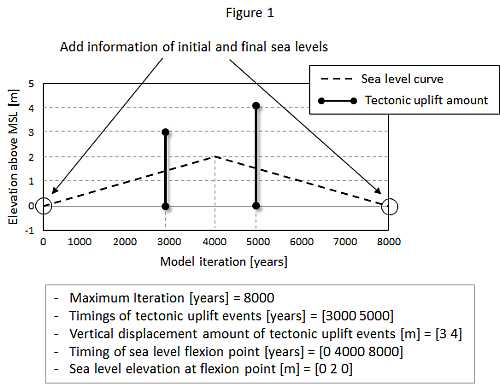 Figure 1
Add information of initial and final sea levels
Sea level curve
Tectonic uplift amount
Elevation above MSL [m]
5
4
3
2
1
0
-1
0 1000 2000 3000 4000 5000 6000 7000 8000
Model iteration [years]
- Maximum Iteration [years] = 8000
- Timings of tectonic uplift events [years] = [3000 5000]
- Vertical displacement amount of tectonic uplift events [m] = [3 4]
- Timing of sea level flexion point [years] = [0 4000 8000]
- Sea level elevation at flexion point [m] = [0 2 0]